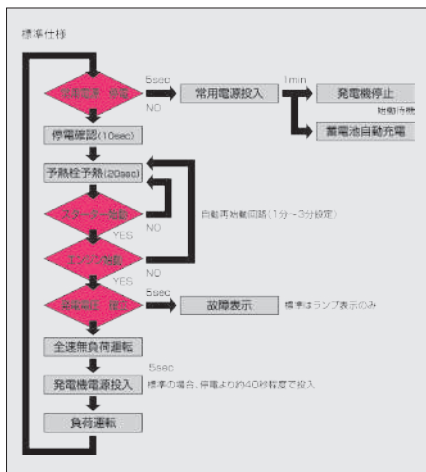 標準仕様
5sec
NO
常用電源投入
1min
発電機停止
始動待機
蓄電池自動充電
停電確認(10sec)
予熱栓予熱(20sec)
NO
自動再始動回路(1分~3分設定)
YES
NO
YES
5sec
故障表示
標準はランプ表示のみ
全速無負荷運転
5sec
発電機電源投入
標準の場合、停電より約40秒程度で投入
負荷運転